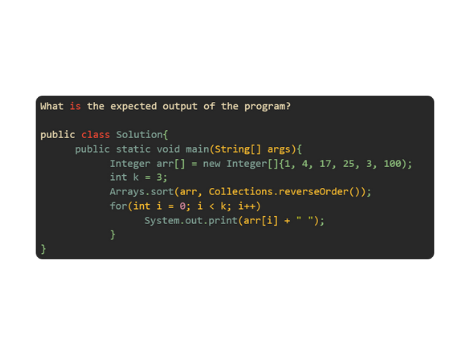 What is the expected output of the program?
public class Solution{
public static void main(String[] args){
Integer arr[] = new Integer[]{1, 4, 17, 25, 3, 100);
int k = 3;
Arrays.sort(arr, Collections.reverseOrder());
for(int i = 0; i < k; i++)
System.out.print(arr[i] + " ");
}
}